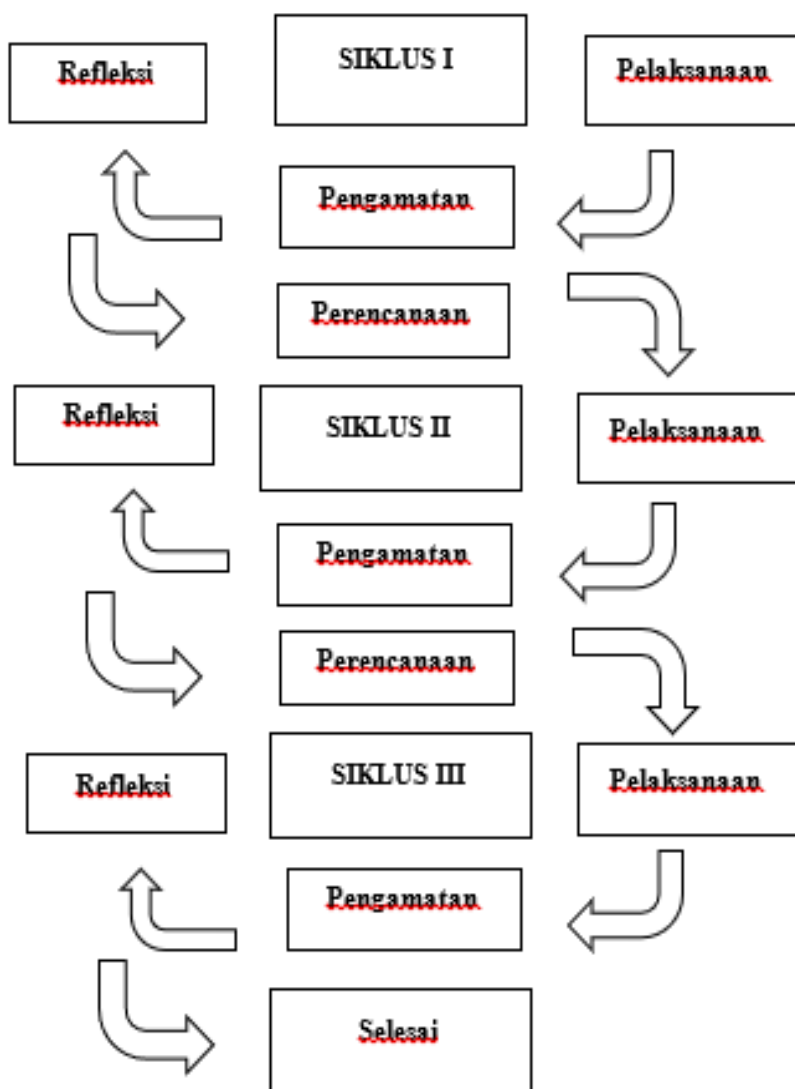 Refleksi
SIKLUS I
Pelaksanaan
Pengamatan
Perencanaan
Refleksi
SIKLUS II
Pelaksanaan
Pengamatan
Perencanaan
Refleksi
SIKLUS III
Pelaksanaan
Pengamatan
Selesai